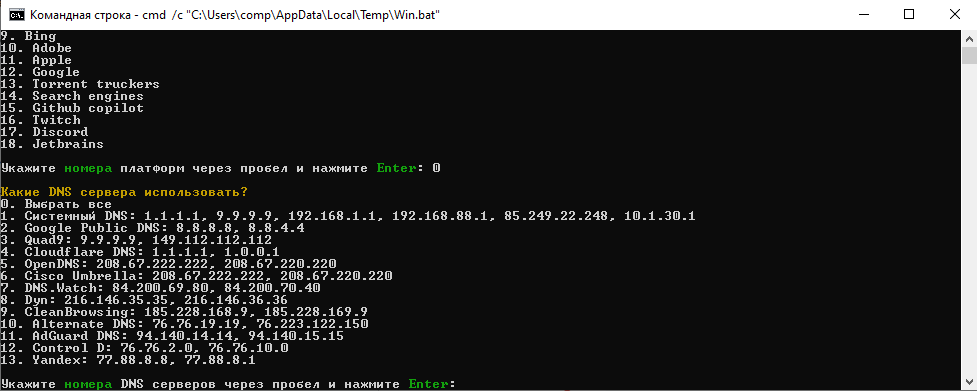 Командная строка - cmd /c "C:\Users\comp\AppData\Local\Temp\Win.bat"
9. Bing
10. Adobe
11. Apple
12. Google
13. Torrent truckers
14. Search engines
15. Github copilot
16. Twitch
17. Discord
18. Jetbrains
Укажите номера платформ через пробел и нажмите Enter: 0
Какие DNS сервера использовать?
0. Выбрать все
1. Системный DNS: 1.1.1.1, 9.9.9.9, 192.168.1.1, 192.168.88.1, 85.249.22.248, 10.1.30.1
2. Google Public DNS: 8.8.8.8, 8.8.4.4
3. Quad9: 9.9.9.9, 149.112.112.112
4. Cloudflare DNS: 1.1.1.1, 1.0.0.1
5. OpenDNS: 208.67.222.222, 208.67.220.220
6. Cisco Umbrella: 208.67.222.222, 208.67.220.220
7. DNS.Watch: 84.200.69.80, 84.200.70.40
8. Dyn: 216.146.35.35, 216.146.36.36
9. CleanBrowsing: 185.228.168.9, 185.228.169.9
10. Alternate DNS: 76.76.19.19, 76.223.122.150
11. AdGuard DNS: 94.140.14.14, 94.140.15.15
12. Control D: 76.76.2.0, 76.76.10.0
13. Yandex: 77.88.8.8, 77.88.8.1
Укажите номера DNS серверов через пробел и нажмите Enter: